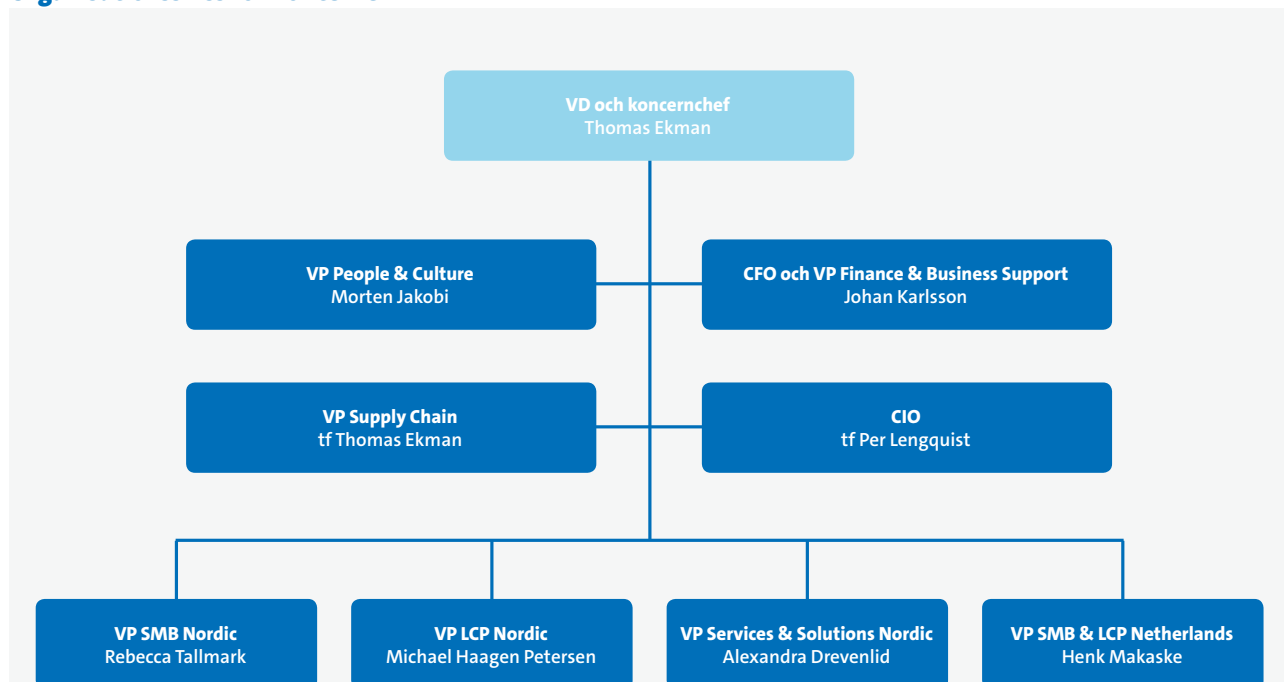 VD och koncernchef
Thomas Ekman
VP People & Culture
Morten Jakobi
CFO och VP Finance & Business Support
Johan Karlsson
VP Supply Chain
tf Thomas Ekman
CIO
tf Per Lengquist
VP SMB Nordic
Rebecca Tallmark
VP LCP Nordic
Michael Haagen Petersen
VP Services & Solutions Nordic
Alexandra Drevenlid
VP SMB & LCP Netherlands
Henk Makaske